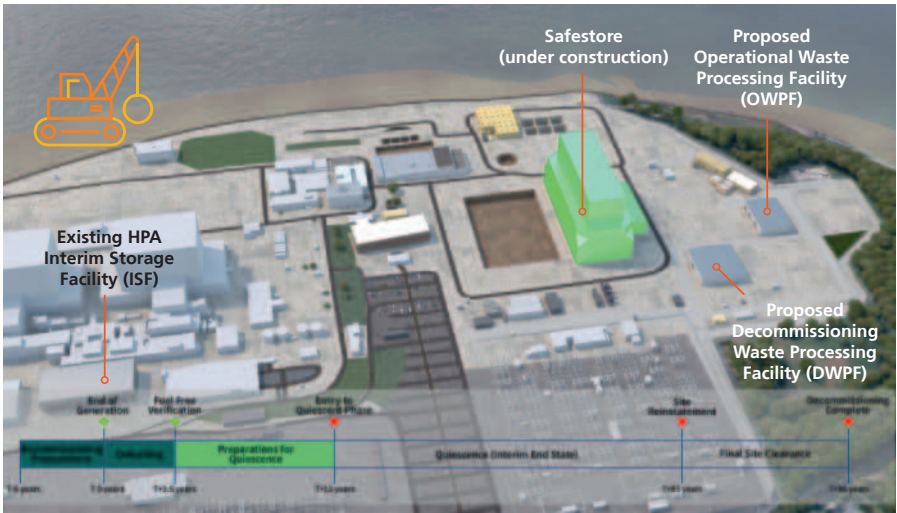 Safestore
(under construction)
Proposed
Operational Waste
Processing Facility
(OWPF)
Existing HPA
Interim Storage
Facility (ISF)
Proposed
Decommissioning
Waste Processing
Facility (DWPF)
End of
Generation
Fuel Free
Verification
Entry to
Quiescent Phase
Site
Reinstatement
Decommissioning
Complete
Defuelling
Preparations for
Quiescence
Quiescence (Interim End State)
Final Site Clearance